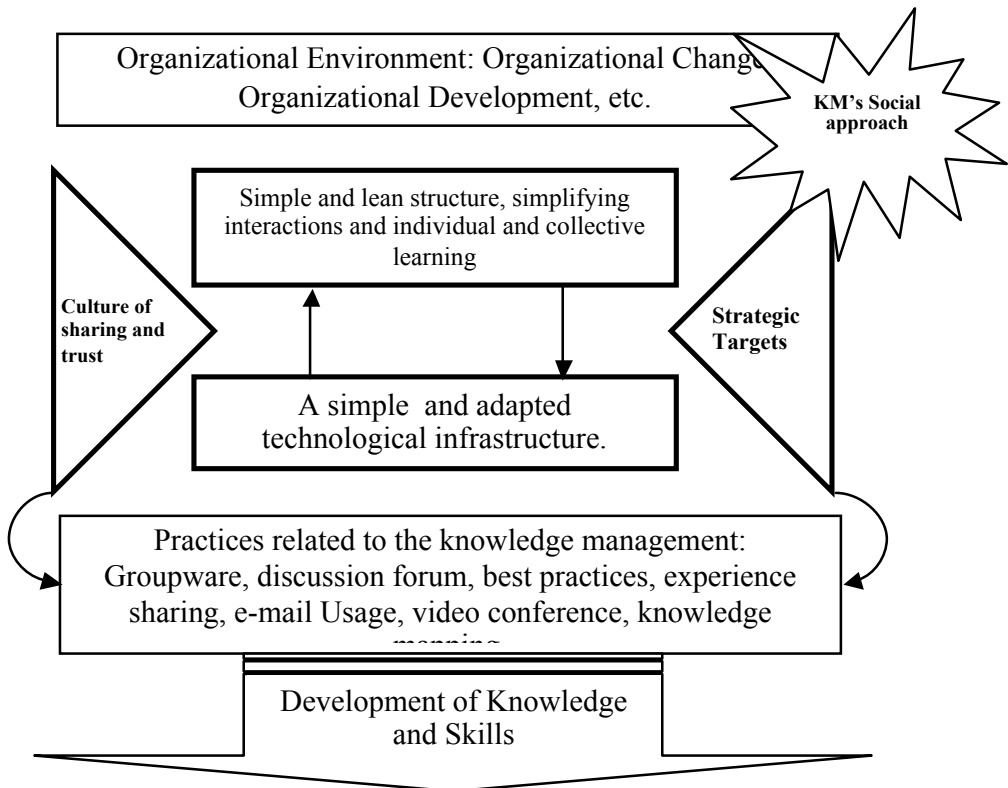 Organizational Environment: Organizational Change
Organizational Development, etc.
KM's Social
approach
Simple and lean structure, simplifying
interactions and individual and collective
learning
Culture of
sharing and
trust
Strategic
Targets
A simple and adapted
technological infrastructure.
Practices related to the knowledge management:
Groupware, discussion forum, best practices, experience
sharing, e-mail Usage, video conference, knowledge
Development of Knowledge
and Skills